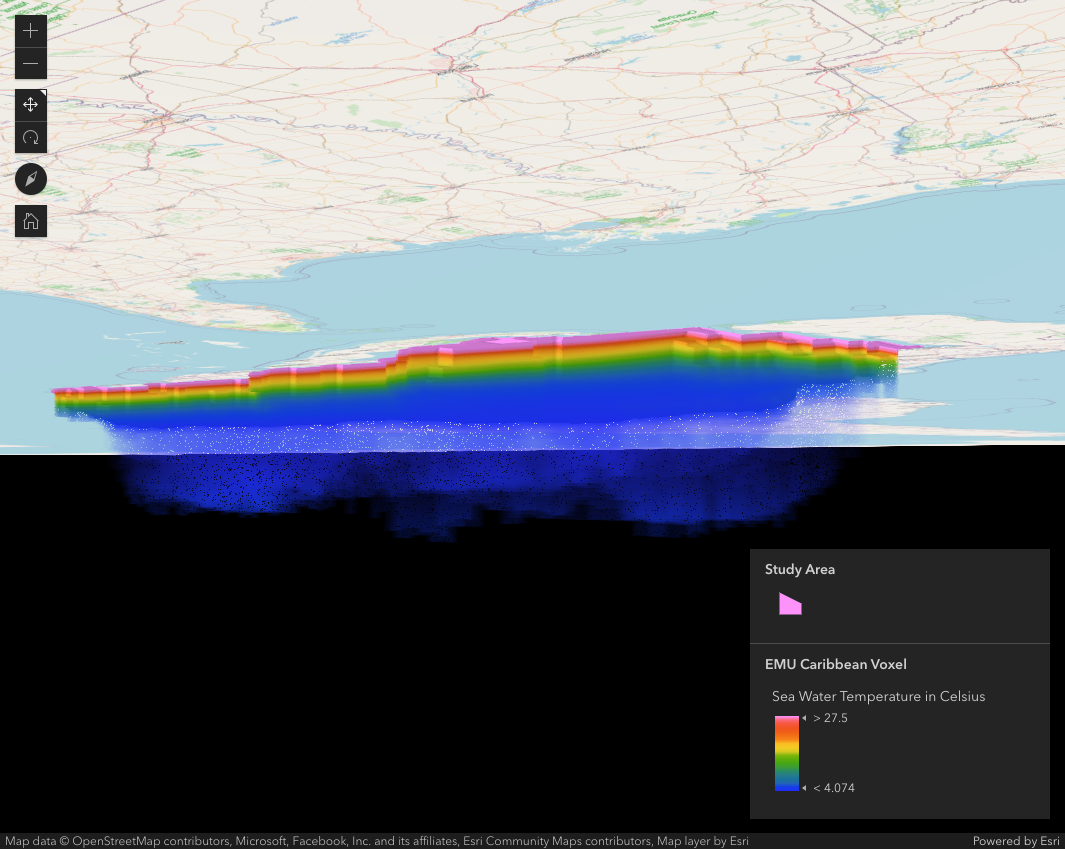 Study Area
EMU Caribbean Voxel
Sea Water Temperature in Celsius
> 27.5
< 4.074
Map data © OpenStreetMap contributors, Microsoft, Facebook, Inc. and its affiliates, Esri Community Maps contributors, Map layer by Esri
Powered by Esri